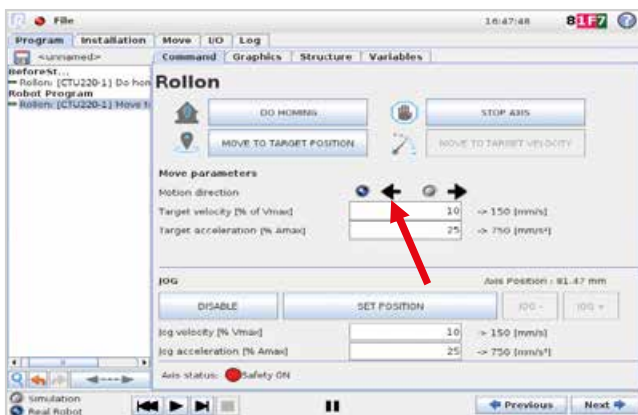 File 16:47:48 81F7
Program Installation Move I/O Log
<unnamed> Command Graphics Structure Variables
BeforeSt...
Rollon: [CTU220-1] Do hom
Robot Program
Rollon: [CTU220-1] Move t
Rollon
DO HOMING STOP AXIS
MOVE TO TARGET POSITION MOVE TO TARGET VELOCITY
Move parameters
Motion direction
Target velocity [% of Vmax] 10 -> 150 [mm/s]
Target acceleration [% Amax] 25 -> 750 [mm/s²]
JOG Axis Position : 81.47 mm
DISABLE SET POSITION JOG - JOG +
Jog velocity [% Vmax] 10 -> 150 [mm/s]
Jog acceleration [% Amax] 25 -> 750 [mm/s²]
Axis status: Safety ON
Simulation
Real Robot
Previous Next